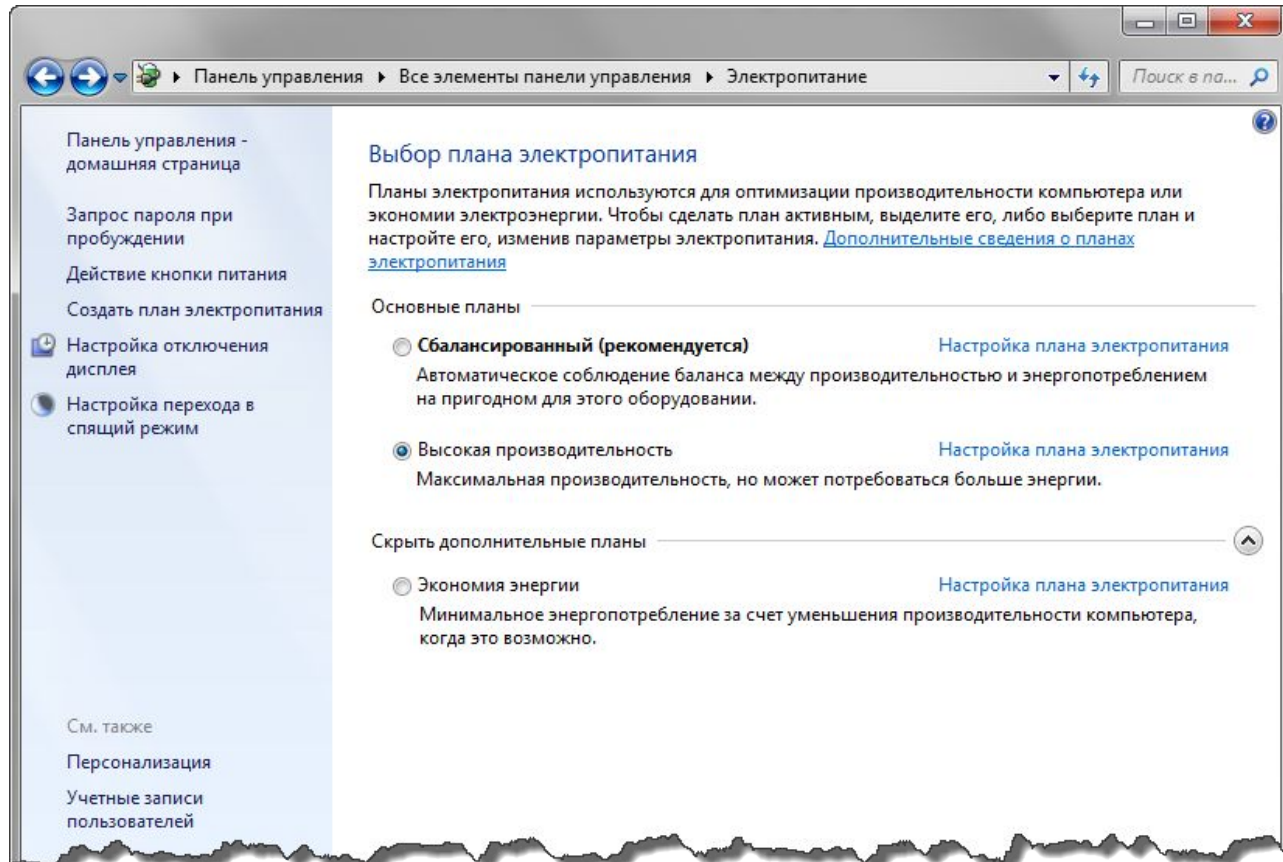 Панель управления ▸ Все элементы панели управления ▸ Электропитание
Поиск в па...
Панель управления -
домашняя страница
Запрос пароля при
пробуждении
Действие кнопки питания
Создать план электропитания
Настройка отключения
дисплея
Настройка перехода в
спящий режим
См. также
Персонализация
Учетные записи
пользователей
Выбор плана электропитания
Планы электропитания используются для оптимизации производительности компьютера или
экономии электроэнергии. Чтобы сделать план активным, выделите его, либо выберите план и
настройте его, изменив параметры электропитания. Дополнительные сведения о планах
электропитания
Основные планы
Сбалансированный (рекомендуется) Настройка плана электропитания
Автоматическое соблюдение баланса между производительностью и энергопотреблением
на пригодном для этого оборудовании.
Высокая производительность Настройка плана электропитания
Максимальная производительность, но может потребоваться больше энергии.
Скрыть дополнительные планы
Экономия энергии Настройка плана электропитания
Минимальное энергопотребление за счет уменьшения производительности компьютера,
когда это возможно.